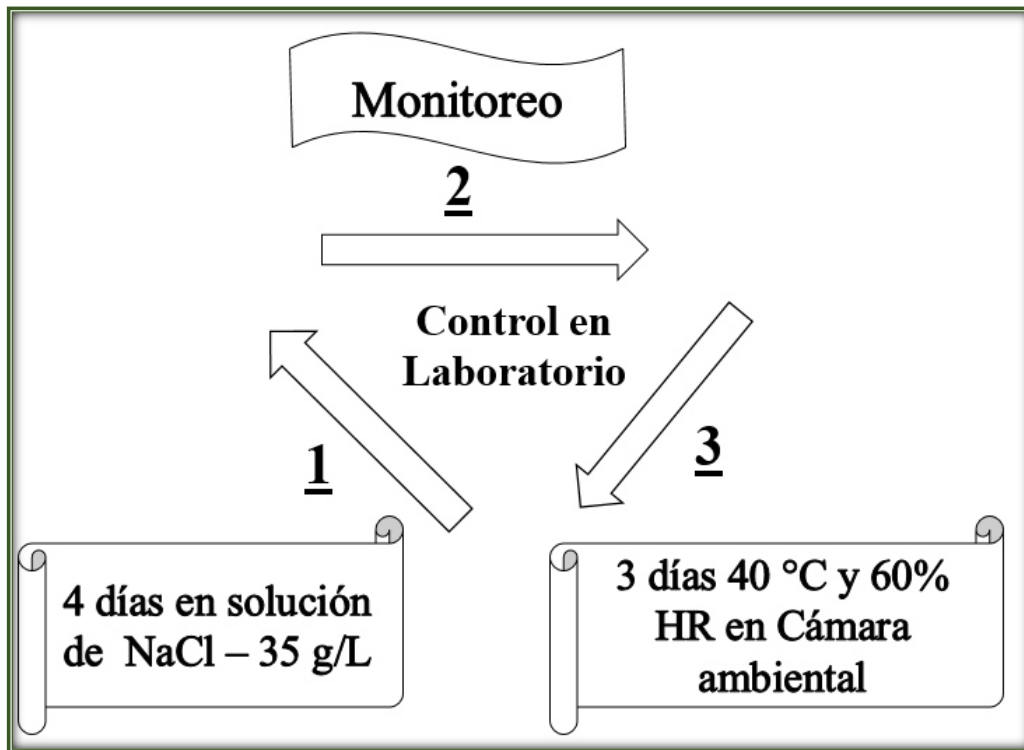 Monitoreo
2
Control en
Laboratorio
1
3
4 días en solución
de NaCl – 35 g/L
3 días 40 °C y 60%
HR en Cámara
ambiental